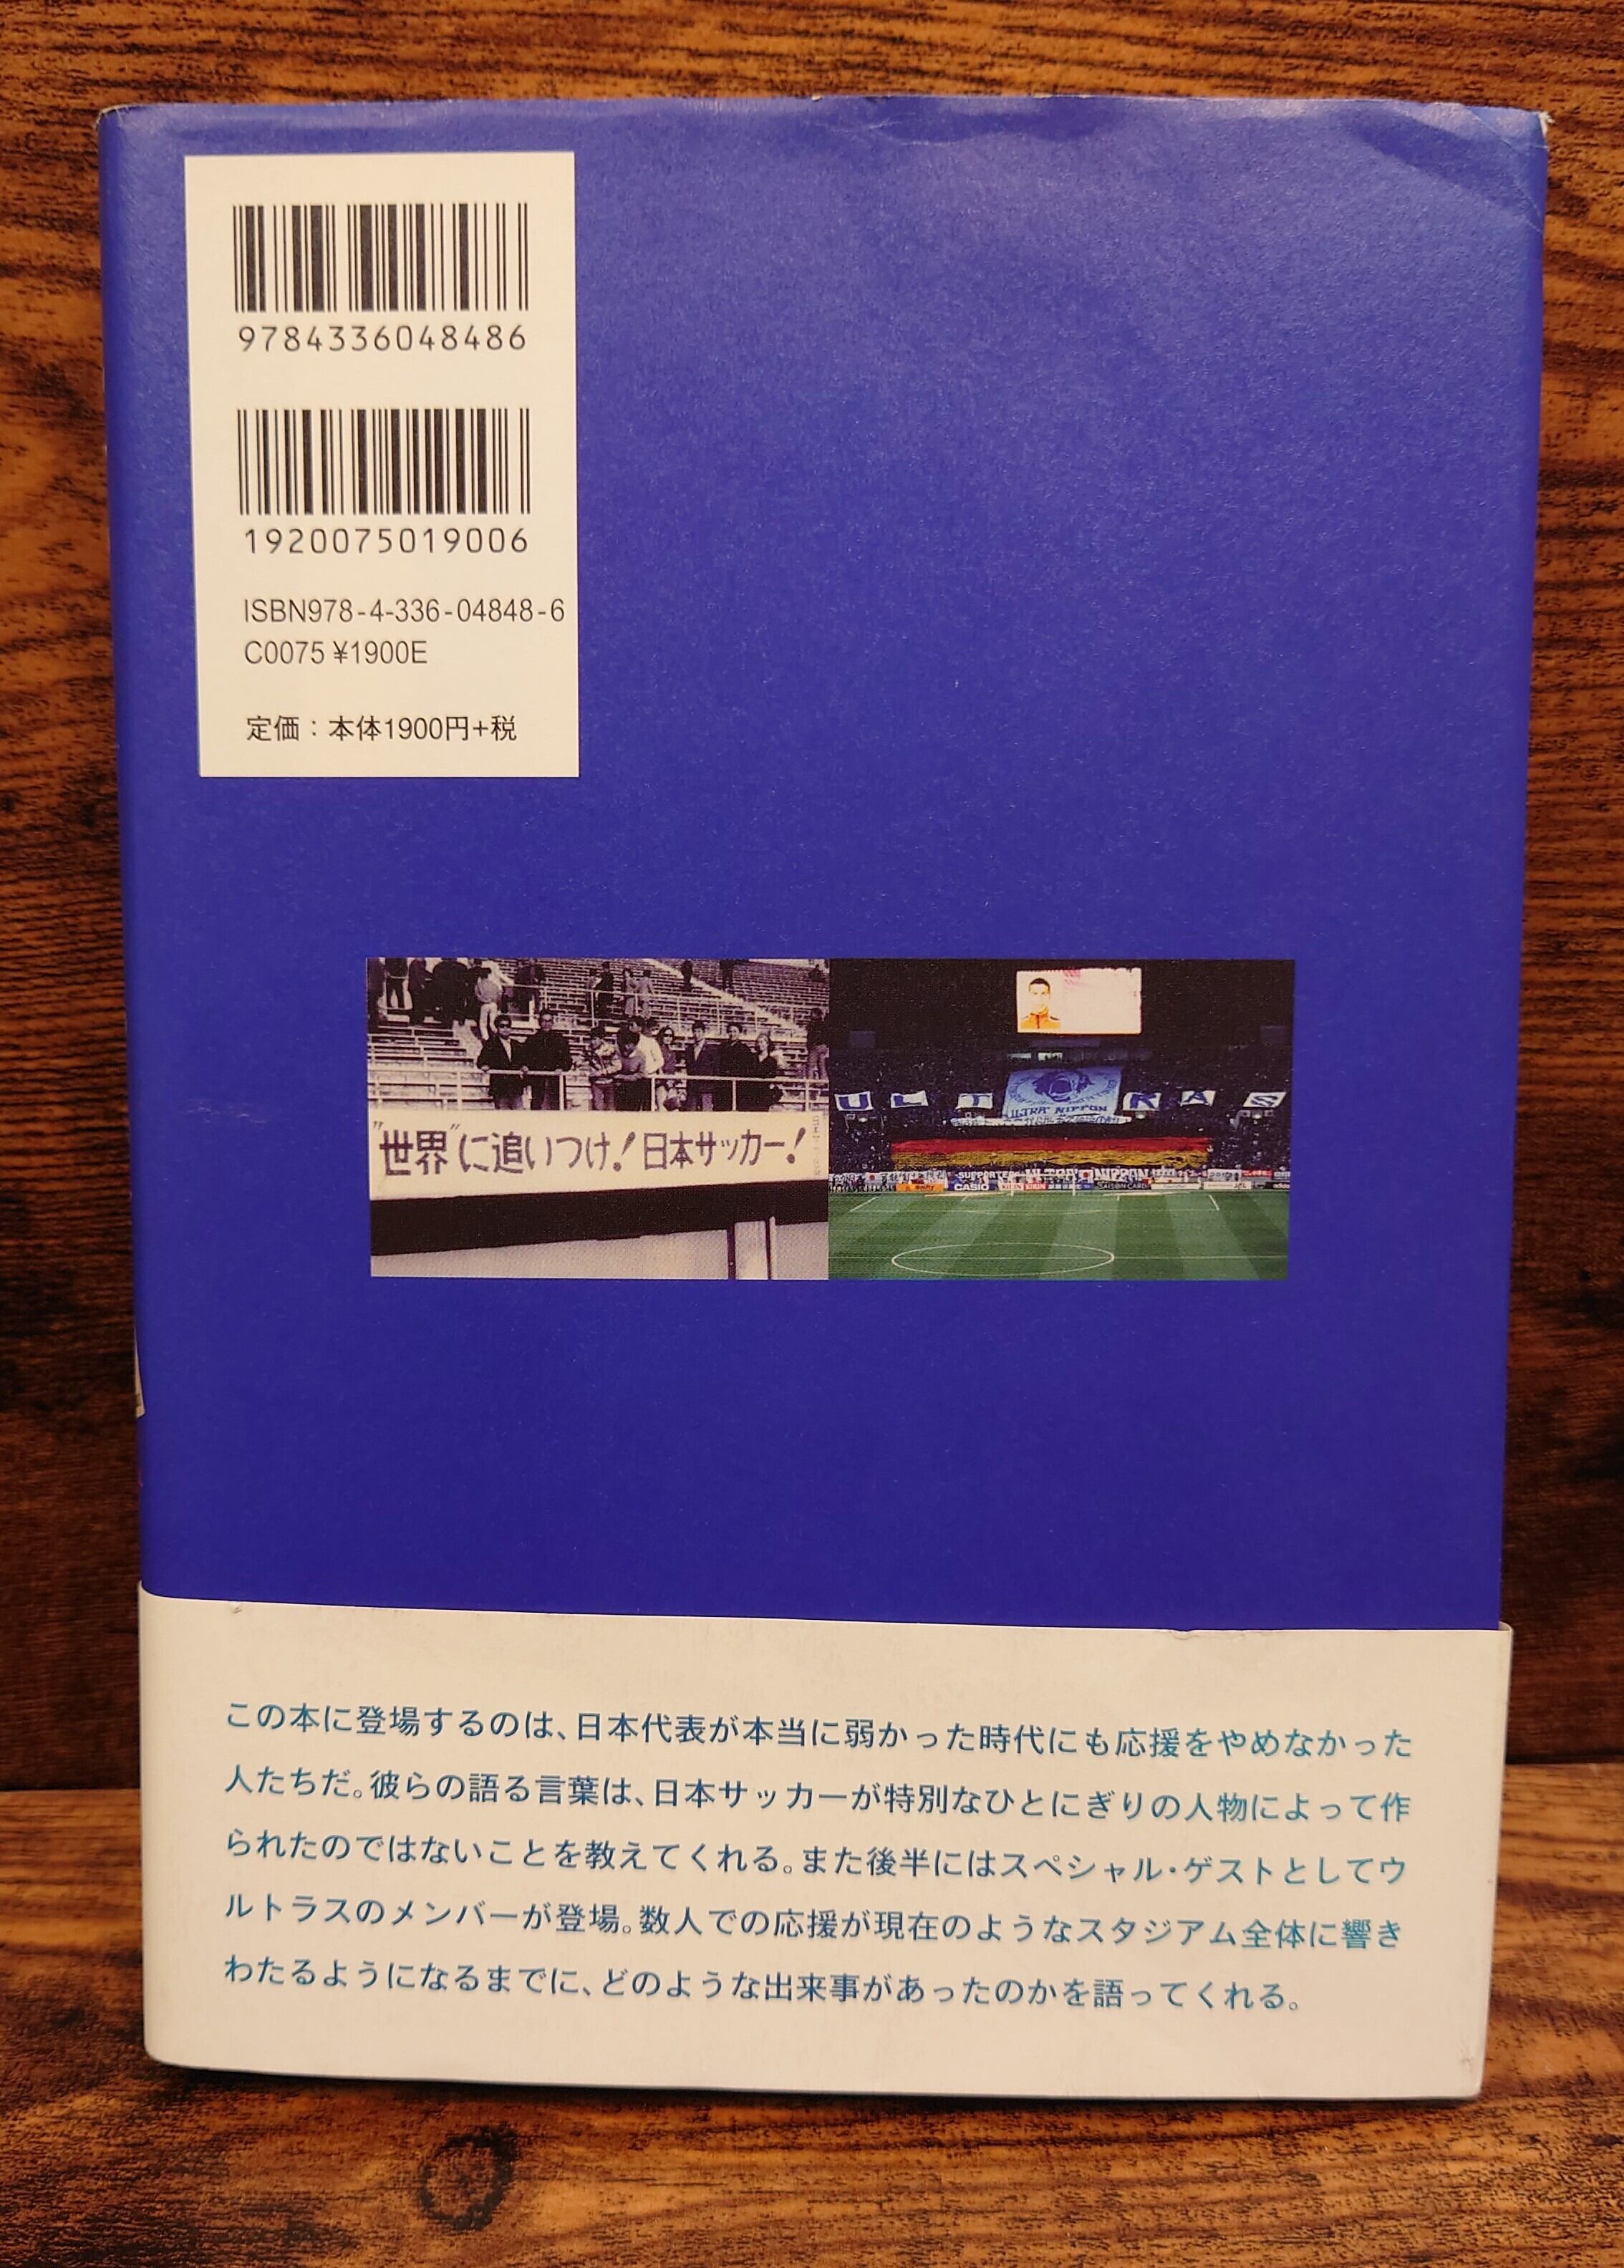 9784336048486
1920075019006
ISBN978-4-336-04848-6
C0075 ¥1900E
定価：本体1900円+税
"世界"に追いつけ！日本サッカー！
ULTRAS
ULTRA NIPPON
SUPPORTER ULTRA NIPPON
CASIO KIRIN
この本に登場するのは、日本代表が本当に弱かった時代にも応援をやめなかった
人たちだ。彼らの語る言葉は、日本サッカーが特別なひとにぎりの人物によって作
られたのではないことを教えてくれる。また後半にはスペシャル・ゲストとしてウ
ルトラスのメンバーが登場。数人での応援が現在のようなスタジアム全体に響き
わたるようになるまでに、どのような出来事があったのかを語ってくれる。